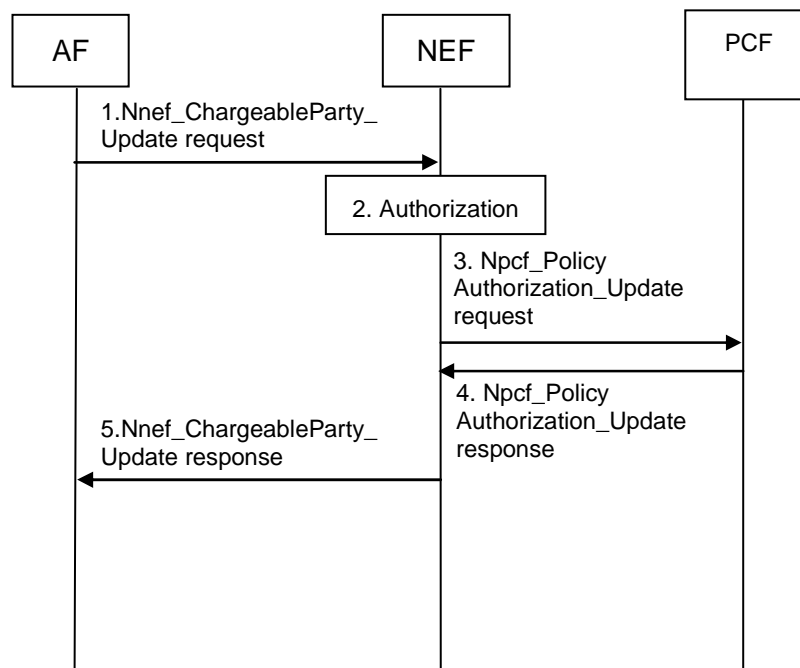 AF
NEF
PCF
1.Nnef_ChargeableParty_
Update request
2. Authorization
3. Npcf_Policy
Authorization_Update
request
4. Npcf_Policy
Authorization_Update
response
5.Nnef_ChargeableParty_
Update response